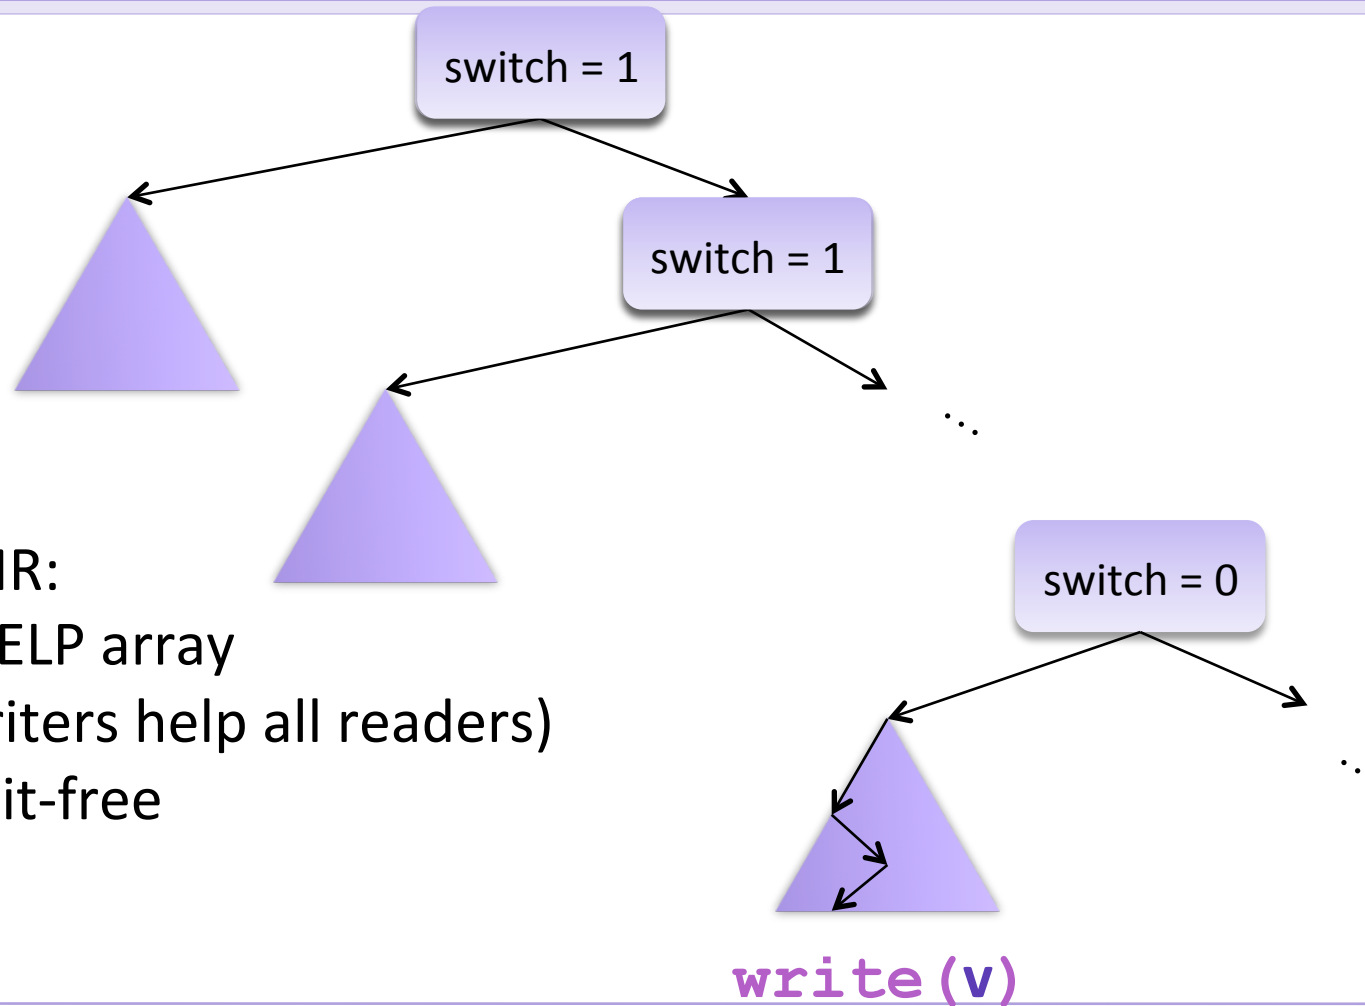 switch = 1
switch = 1
⋱
switch = 0
IR:
ELP array
riters help all readers)
it-free
write(v)